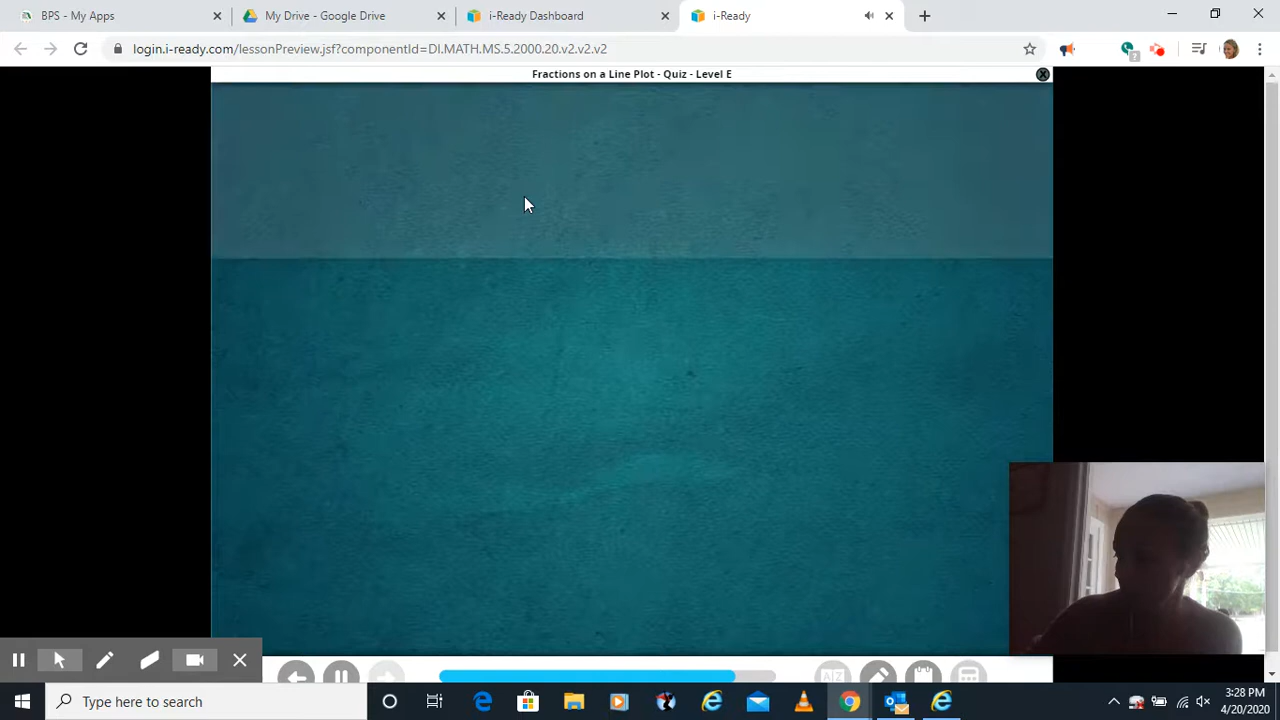 BPS - My Apps
My Drive - Google Drive
i-Ready Dashboard
i-Ready
login.i-ready.com/lessonPreview.jsf?componentId=DI.MATH.MS.5.2000.20.v2.v2.v2
Fractions on a Line Plot - Quiz - Level E
Type here to search
3:28 PM
4/20/2020